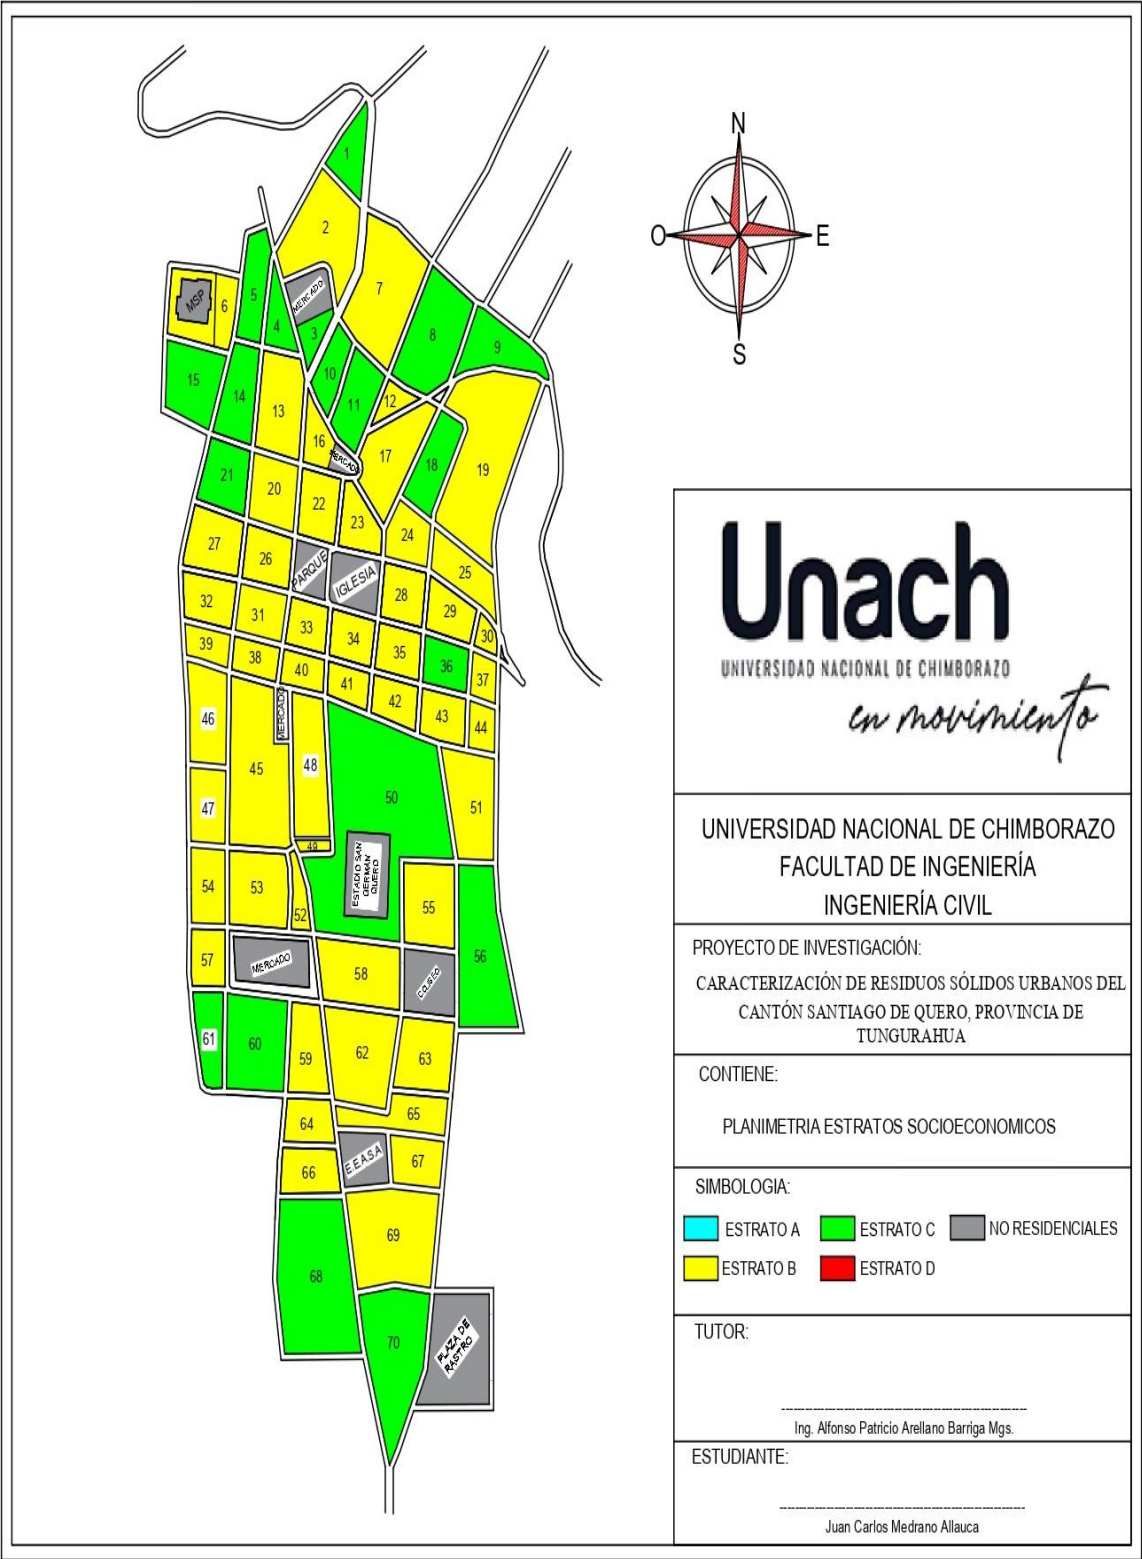 N
O
E
S
1
2
7
5
MERCADO
MSP
6
4
3
8
9
15
14
10
13
11
12
16
MERCADO
17
18
19
21
20
22
23
24
27
26
PARQUE
IGLESIA
28
25
32
31
33
34
29
30
39
38
40
35
36
37
41
42
43
44
46
MERCADO
45
48
50
47
51
49
54
53
52
ESTADIO SAN
GERMÁN
QUERO
55
57
MERCADO
58
COLISEO
56
61
60
59
62
63
64
65
66
E.E.A.S.A
67
68
69
70
PLAZA DE
RASTRO
Unach
UNIVERSIDAD NACIONAL DE CHIMBORAZO
en movimiento
UNIVERSIDAD NACIONAL DE CHIMBORAZO
FACULTAD DE INGENIERÍA
INGENIERÍA CIVIL
PROYECTO DE INVESTIGACIÓN:
CARACTERIZACIÓN DE RESIDUOS SÓLIDOS URBANOS DEL
CANTÓN SANTIAGO DE QUERO, PROVINCIA DE
TUNGURAHUA
CONTIENE:
PLANIMETRIA ESTRATOS SOCIOECONOMICOS
SIMBOLOGIA:
ESTRATO A
ESTRATO C
NO RESIDENCIALES
ESTRATO B
ESTRATO D
TUTOR:
Ing. Alfonso Patricio Arellano Barriga Mgs.
ESTUDIANTE:
Juan Carlos Medrano Allauca